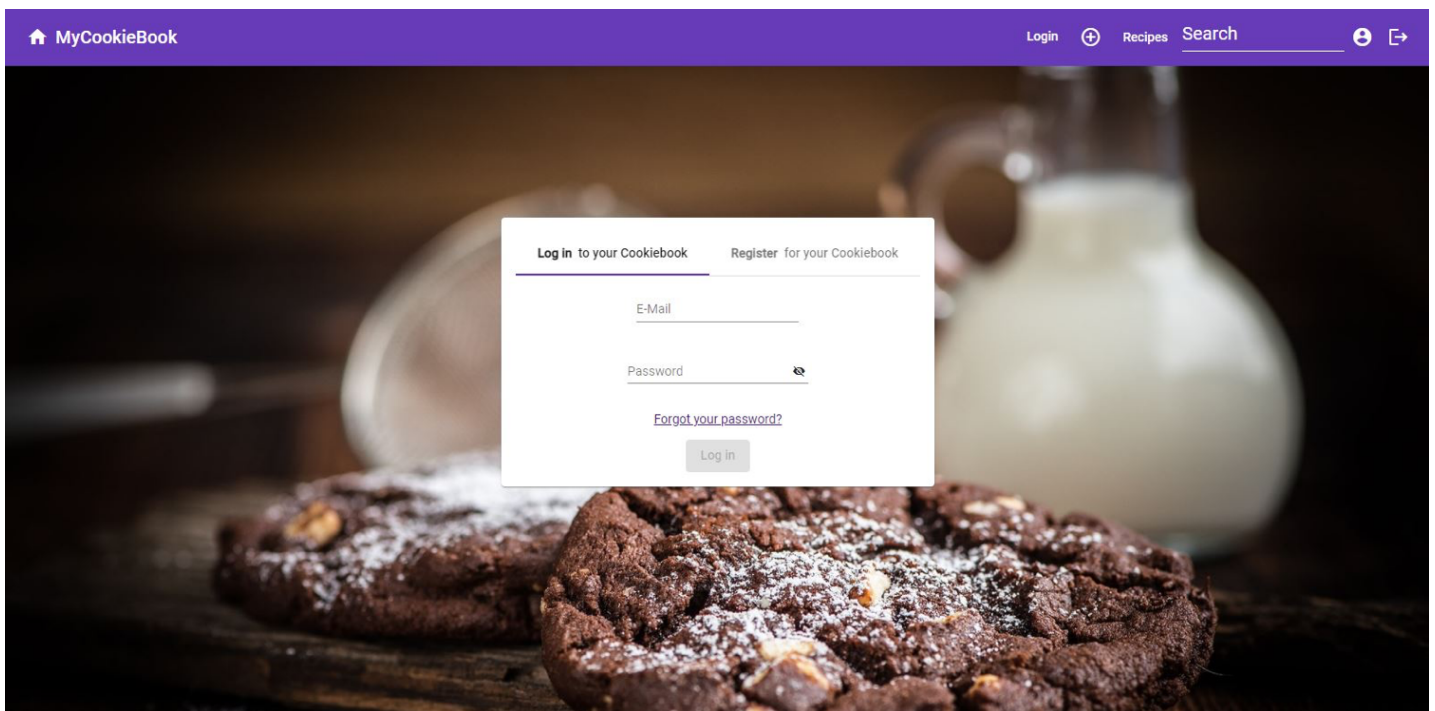 MyCookieBook Login Recipes Search
Log in to your Cookiebook Register for your Cookiebook
E-Mail
Password
Forgot your password?
Log in